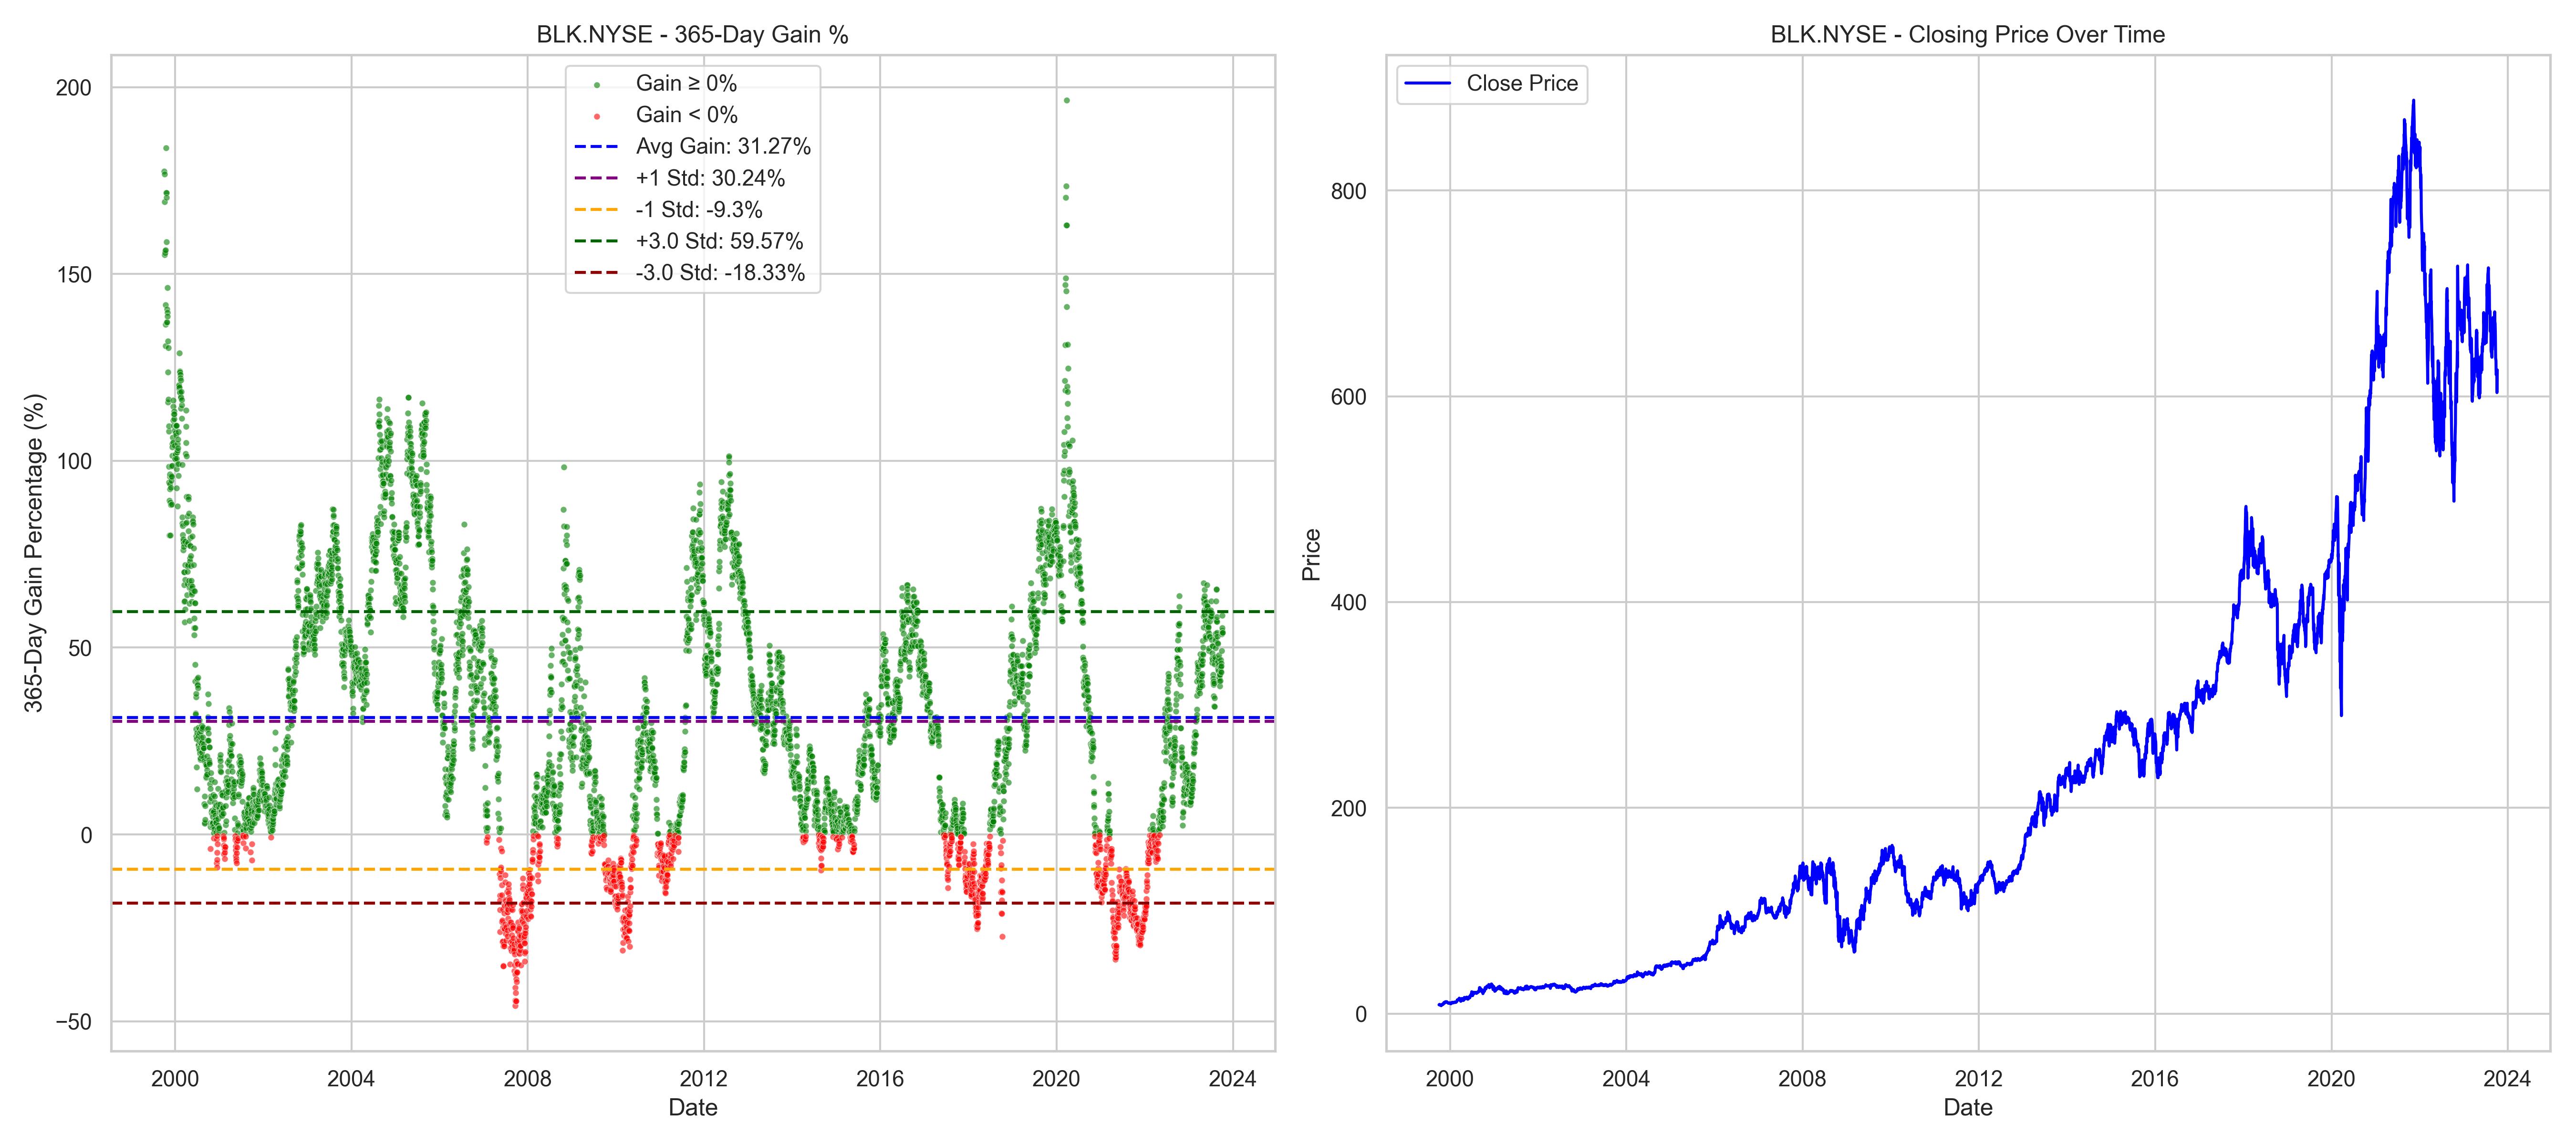 BLK.NYSE - 365-Day Gain %
Gain ≥ 0%
Gain < 0%
Avg Gain: 31.27%
+1 Std: 30.24%
-1 Std: -9.3%
+3.0 Std: 59.57%
-3.0 Std: -18.33%
365-Day Gain Percentage (%)
200
150
100
50
0
−50
2000 2004 2008 2012 2016 2020 2024
Date
BLK.NYSE - Closing Price Over Time
Close Price
Price
800
600
400
200
0
2000 2004 2008 2012 2016 2020 2024
Date